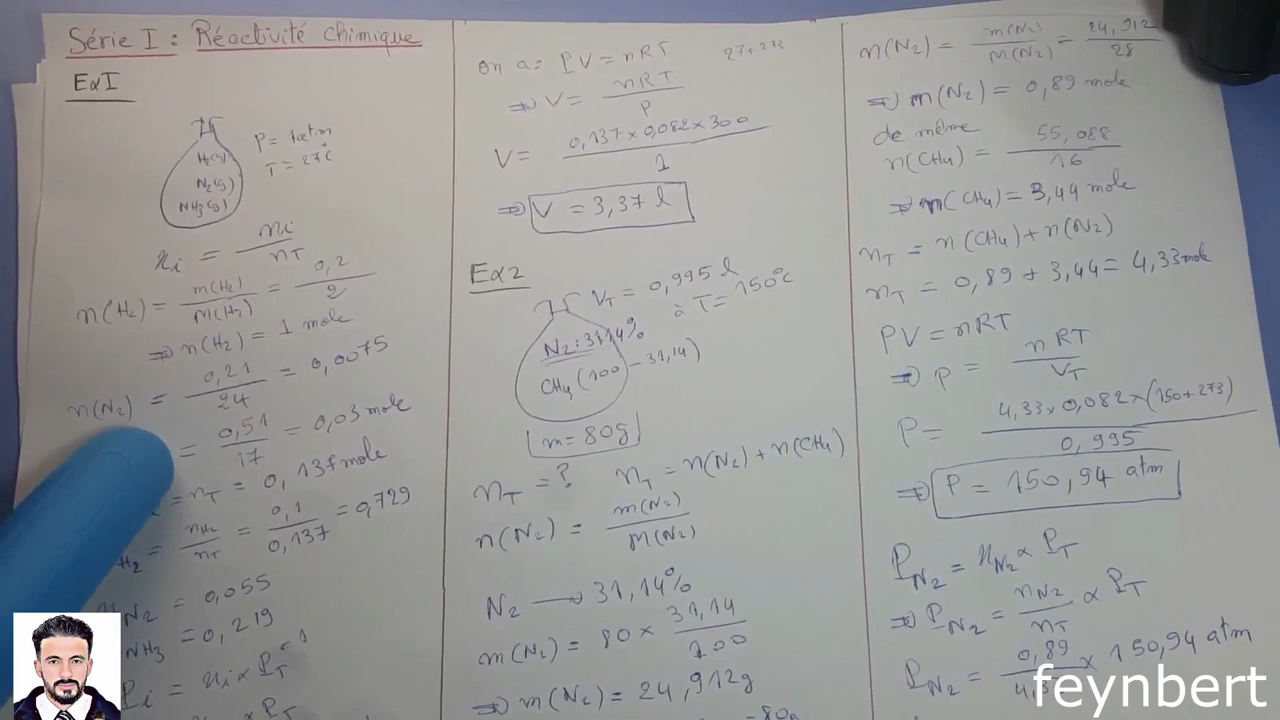 Série I : Réactivité chimique
Ex I
P = 1atm
T = 27°C
H2(g)
N2(g)
NH3(g)
xi = ni / nT
n(H2) = m(H2) / M(H2) = 0,2 / 2
⇒ n(H2) = 1 mole
n(N2) = 0,21 / 24 = 0,0075
= 0,51 / 17 = 0,03 mole
= nT = 0,137 mole
H2 = nH2 / nT = 0,1 / 0,137 = 0,729
N2 = 0,055
NH3 = 0,219
Pi = xi × PT
on a : PV = nRT
27+273
⇒ V = nRT / P
V = 0,137 × 0,082 × 300 / 1
⇒ V = 3,37 l
Ex 2
VT = 0,995 l
à T = 150°C
N2 : 31,14%
CH4 (100 - 31,14)
m = 80g
nT = ? nT = n(N2) + n(CH4)
n(N2) = m(N2) / M(N2)
N2 → 31,14%
m(N2) = 80 × 31,14 / 100
⇒ m(N2) = 24,912g
n(N2) = m(N2) / M(N2) = 24,912 / 28
⇒ n(N2) = 0,89 mole
de même
n(CH4) = 55,088 / 16
⇒ n(CH4) = 3,44 mole
nT = n(CH4) + n(N2)
nT = 0,89 + 3,44 = 4,33 mole
PV = nRT
⇒ P = nRT / VT
P = 4,33 × 0,082 × (150+273) / 0,995
⇒ P = 150,94 atm
PN2 = xN2 × PT
⇒ PN2 = nN2 / nT × PT
PN2 = 0,89 / × 150,94 atm
feynbert